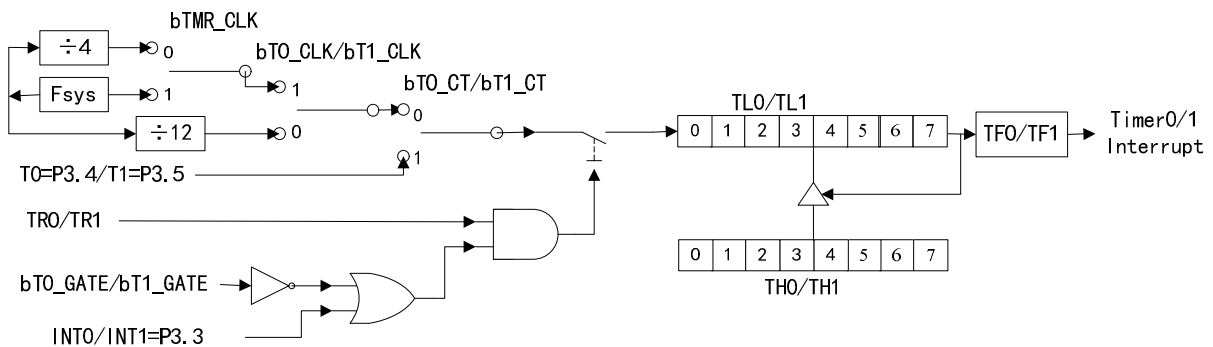 bTMR_CLK
÷4
0
bT0_CLK/bT1_CLK
Fsys
1
1
bT0_CT/bT1_CT
0
÷12
0
TL0/TL1
0 1 2 3 4 5 6 7
TF0/TF1
Timer0/1
Interrupt
1
T0=P3.4/T1=P3.5
TR0/TR1
0 1 2 3 4 5 6 7
TH0/TH1
bT0_GATE/bT1_GATE
INT0/INT1=P3.3